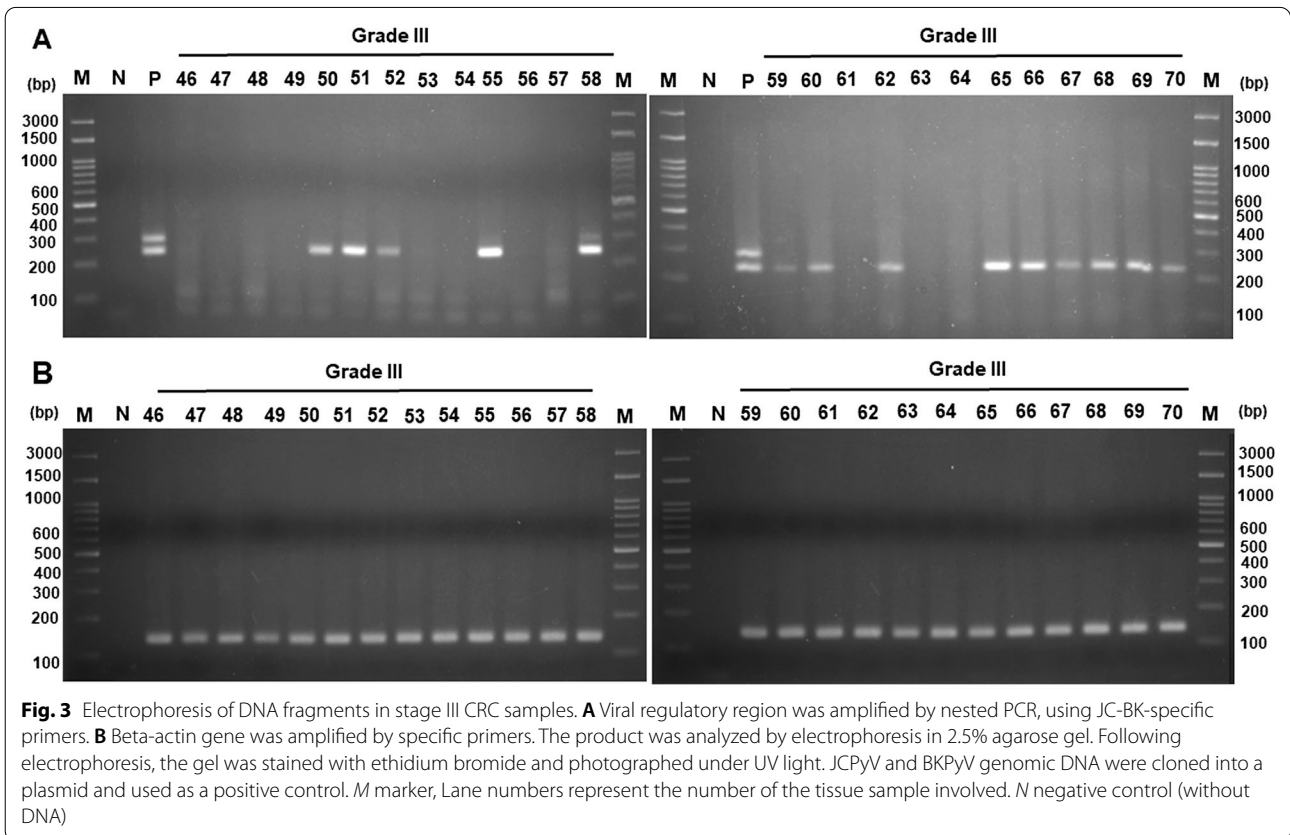 A
Grade III
Grade III
(bp) M N P 46 47 48 49 50 51 52 53 54 55 56 57 58 M
M N P 59 60 61 62 63 64 65 66 67 68 69 70 M (bp)
3000
1500
1000
600
500
400
300
200
100
3000
1500
1000
600
500
400
300
200
100
B
Grade III
Grade III
(bp) M N 46 47 48 49 50 51 52 53 54 55 56 57 58 M
M N 59 60 61 62 63 64 65 66 67 68 69 70 M (bp)
3000
1500
1000
600
500
400
300
200
100
3000
1500
1000
600
500
400
300
200
100
Fig. 3 Electrophoresis of DNA fragments in stage III CRC samples. A Viral regulatory region was amplified by nested PCR, using JC-BK-specific
primers. B Beta-actin gene was amplified by specific primers. The product was analyzed by electrophoresis in 2.5% agarose gel. Following
electrophoresis, the gel was stained with ethidium bromide and photographed under UV light. JCPyV and BKPyV genomic DNA were cloned into a
plasmid and used as a positive control. M marker, Lane numbers represent the number of the tissue sample involved. N negative control (without
DNA)